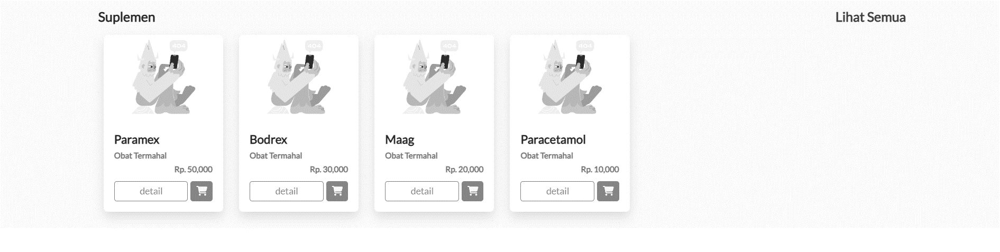 Suplemen
Lihat Semua
404
404
404
404
Paramex
Bodrex
Maag
Paracetamol
Obat Termahal
Obat Termahal
Obat Termahal
Obat Termahal
Rp. 50,000
Rp. 30,000
Rp. 20,000
Rp. 10,000
detail
detail
detail
detail